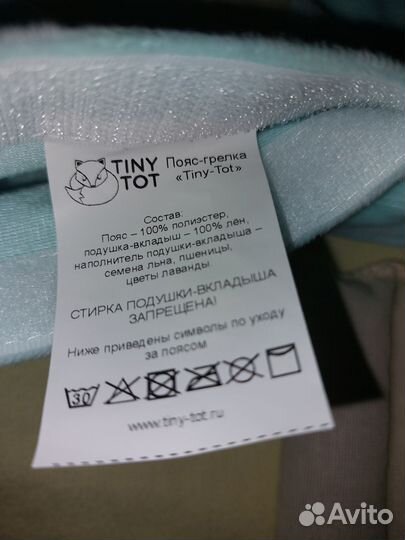 TINY
TOT
Пояс-грелка
«Tiny-Tot»
Состав:
Пояс – 100% полиэстер,
подушка-вкладыш – 100% лён,
наполнитель подушки-вкладыша –
семена льна, пшеницы,
цветы лаванды.
СТИРКА ПОДУШКИ-ВКЛАДЫША
ЗАПРЕЩЕНА!
Ниже приведены символы по уходу
за поясом
30
www.tiny-tot.ru
Avito